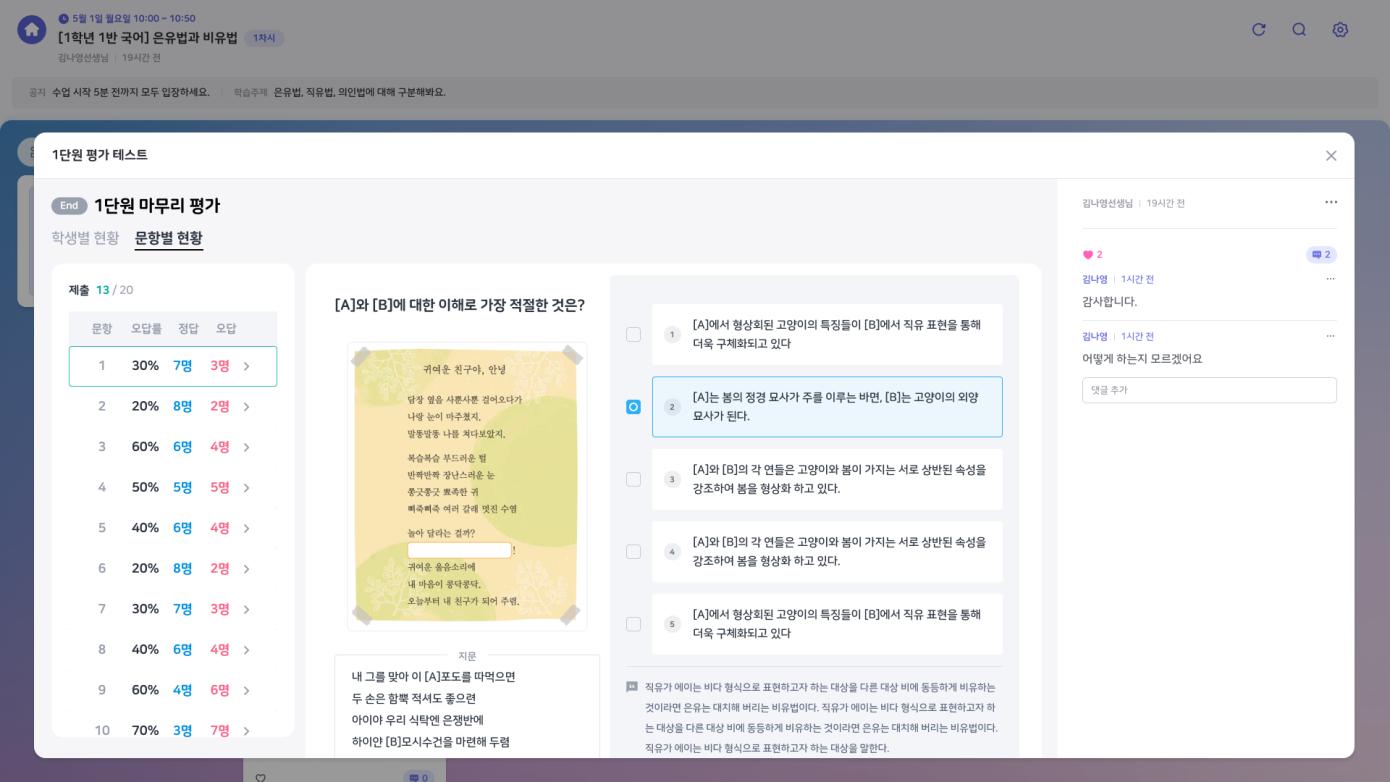 5월 1일 월요일 10:00 ~ 10:50
[1학년 1반 국어] 은유법과 비유법 1차시
김나영선생님 | 19시간 전
공지 수업 시작 5분 전까지 모두 입장하세요. | 학습주제 은유법, 직유법, 의인법에 대해 구분해봐요.
1단원 평가 테스트
End 1단원 마무리 평가
학생별 현황 문항별 현황
제출 13 / 20
문항 오답률 정답 오답
1 30% 7명 3명
2 20% 8명 2명
3 60% 6명 4명
4 50% 5명 5명
5 40% 6명 4명
6 20% 8명 2명
7 30% 7명 3명
8 40% 6명 4명
9 60% 4명 6명
10 70% 3명 7명
[A]와 [B]에 대한 이해로 가장 적절한 것은?
귀여운 친구야, 안녕
담장 옆을 사뿐사뿐 걸어오다가
나랑 눈이 마주쳤지.
말똥말똥 나를 쳐다보았지.
복슬복슬 부드러운 털
반짝반짝 장난스러운 눈
쫑긋쫑긋 뾰족한 귀
삐죽삐죽 여러 갈래 멋진 수염
놀아 달라는 걸까?
!
귀여운 울음소리에
내 마음이 콩닥콩닥.
오늘부터 내 친구가 되어 주렴.
지문
내 그를 맞아 이 [A]포도를 따먹으면
두 손은 함뿍 적셔도 좋으련
아이야 우리 식탁엔 은쟁반에
하이얀 [B]모시수건을 마련해 두렴
1 [A]에서 형상회된 고양이의 특징들이 [B]에서 직유 표현을 통해
더욱 구체화되고 있다
2 [A]는 봄의 정경 묘사가 주를 이루는 바면, [B]는 고양이의 외양
묘사가 된다.
3 [A]와 [B]의 각 연들은 고양이와 봄이 가지는 서로 상반된 속성을
강조하여 봄을 형상화 하고 있다.
4 [A]와 [B]의 각 연들은 고양이와 봄이 가지는 서로 상반된 속성을
강조하여 봄을 형상화 하고 있다.
5 [A]에서 형상회된 고양이의 특징들이 [B]에서 직유 표현을 통해
더욱 구체화되고 있다
직유가 에이는 비다 형식으로 표현하고자 하는 대상을 다른 대상 비에 동등하게 비유하는
것이라면 은유는 대치해 버리는 비유법이다. 직유가 에이는 비다 형식으로 표현하고자 하
는 대상을 다른 대상 비에 동등하게 비유하는 것이라면 은유는 대치해 버리는 비유법이다.
직유가 에이는 비다 형식으로 표현하고자 하는 대상을 말한다.
김나영선생님 | 19시간 전
2 2
김나영 | 1시간 전
감사합니다.
김나영 | 1시간 전
어떻게 하는지 모르겠어요
댓글 추가
0